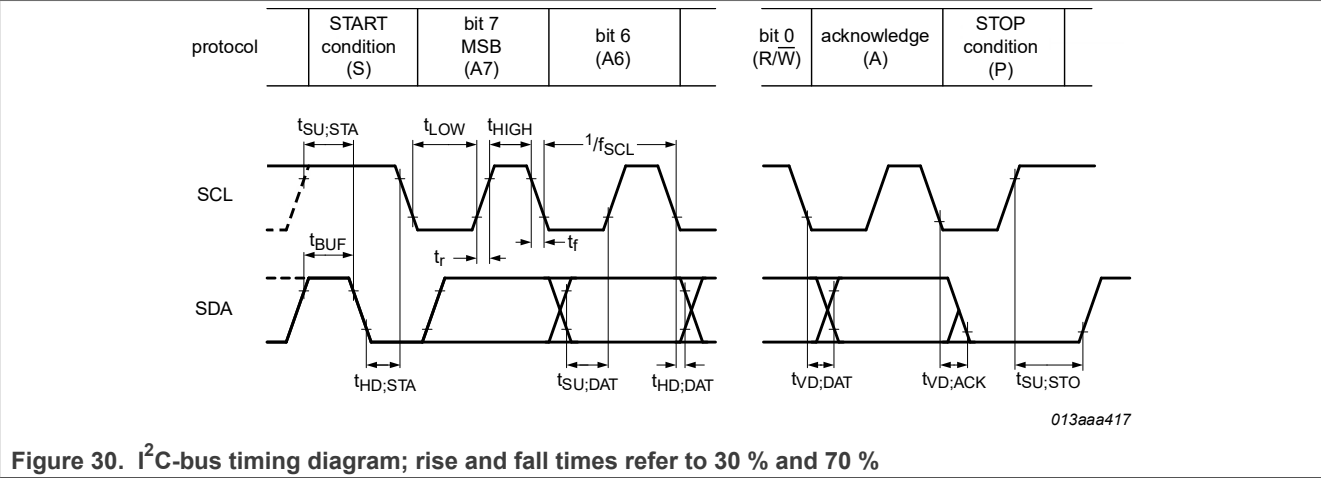 protocol
START
condition
(S)
bit 7
MSB
(A7)
bit 6
(A6)
bit 0
(R/W̅)
acknowledge
(A)
STOP
condition
(P)
tSU;STA
tLOW
tHIGH
1/fSCL
SCL
tBUF
tr
tf
SDA
tHD;STA
tSU;DAT
tHD;DAT
tVD;DAT
tVD;ACK
tSU;STO
013aaa417
Figure 30. I²C-bus timing diagram; rise and fall times refer to 30 % and 70 %